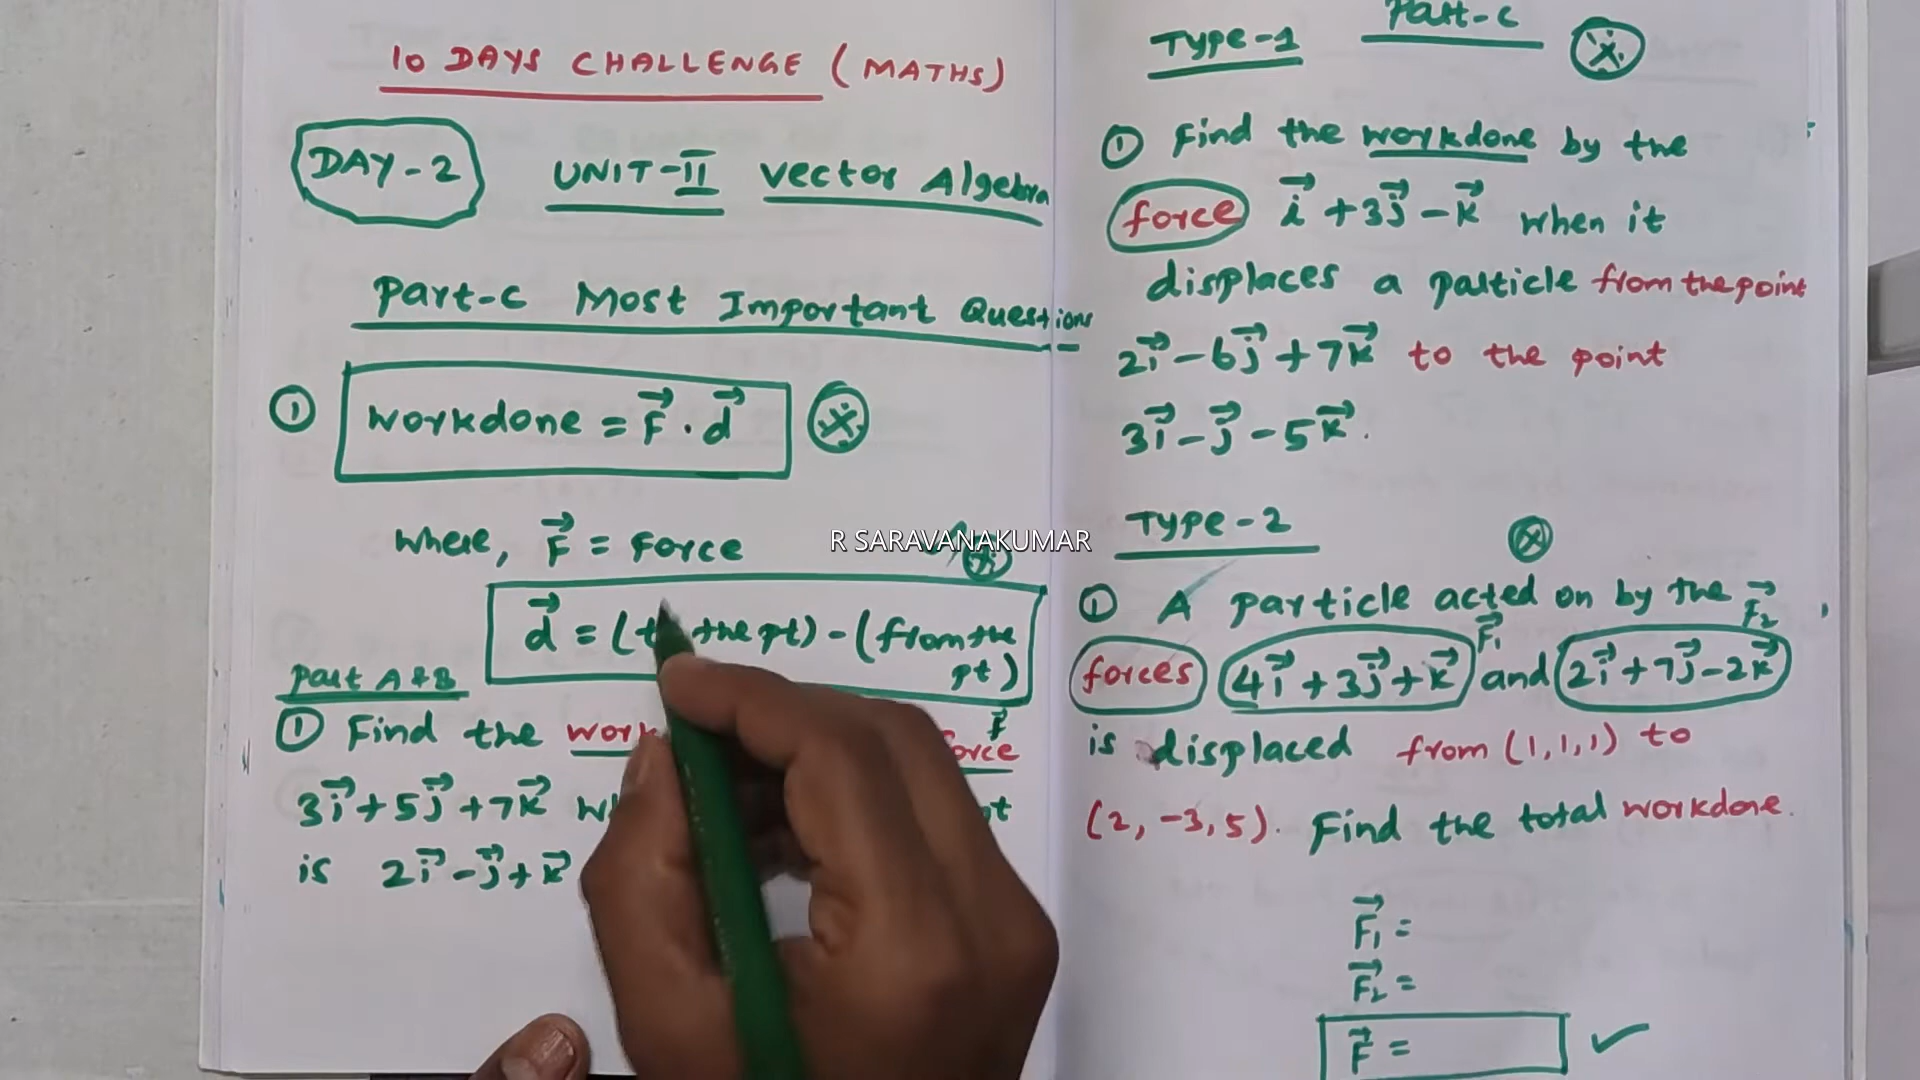 10 DAYS CHALLENGE (MATHS)
DAY-2 UNIT-II Vector Algebra
Part-C Most Important Questions
① workdone = F⃗ . d⃗
where, F⃗ = Force
d⃗ = (the pt) - (from the
pt)
Part A & B
① Find the
3i⃗ + 5j⃗ + 7k⃗
is 2i⃗ - j⃗ + k⃗
F⃗
R SARAVANAKUMAR
Part-C
Type-1
① Find the workdone by the
force i⃗ + 3j⃗ - k⃗ when it
displaces a particle from the point
2i⃗ - 6j⃗ + 7k⃗ to the point
3i⃗ - j⃗ - 5k⃗.
Type-2
① A particle acted on by the F⃗₂
F⃗₁
forces 4i⃗ + 3j⃗ + k⃗ and 2i⃗ + 7j⃗ - 2k⃗
is displaced from (1,1,1) to
(2, -3, 5). Find the total workdone.
F⃗₁ =
F⃗₂ =
F⃗ = ✓